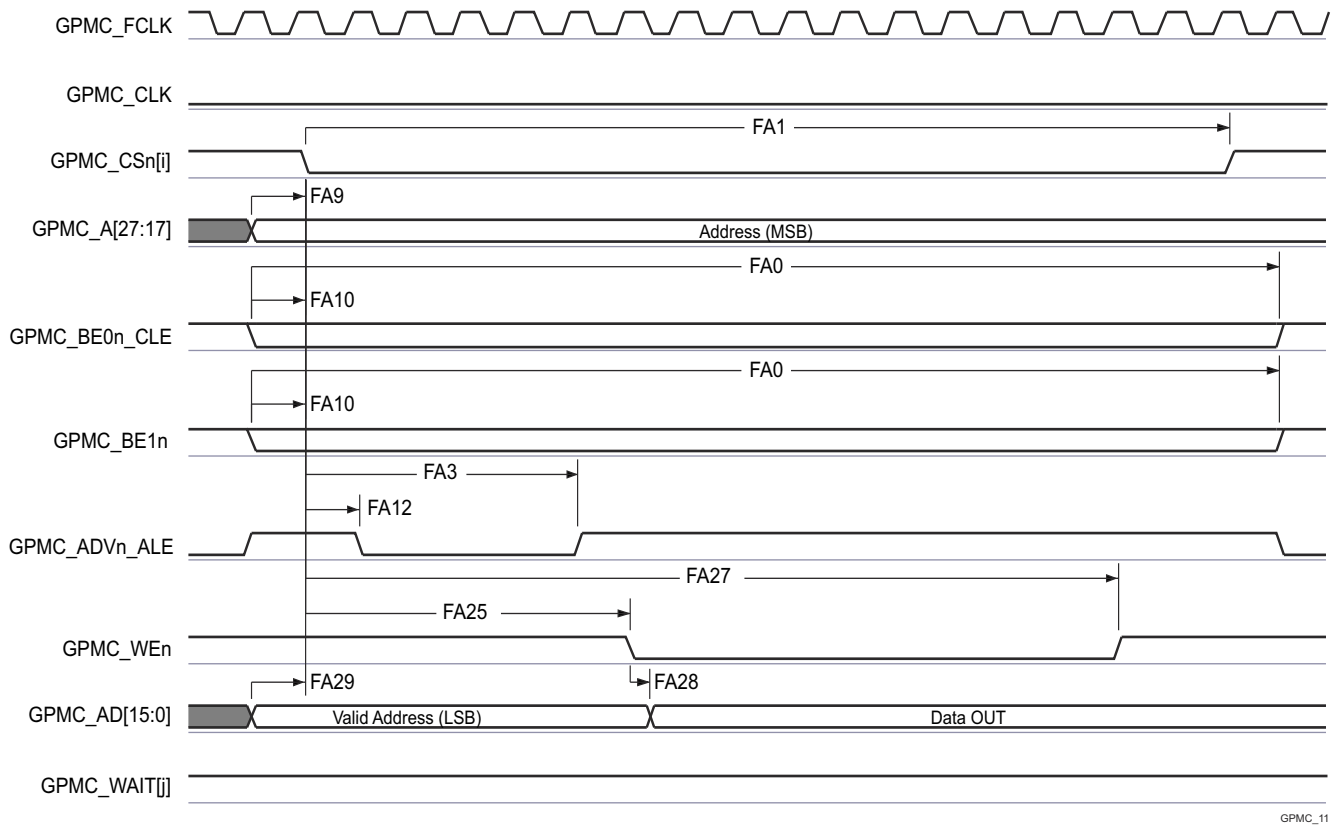 GPMC_FCLK
GPMC_CLK
FA1
GPMC_CSn[i]
FA9
GPMC_A[27:17]
Address (MSB)
FA0
FA10
GPMC_BE0n_CLE
FA0
FA10
GPMC_BE1n
FA3
FA12
GPMC_ADVn_ALE
FA27
FA25
GPMC_WEn
FA29
FA28
GPMC_AD[15:0]
Valid Address (LSB)
Data OUT
GPMC_WAIT[j]
GPMC_11